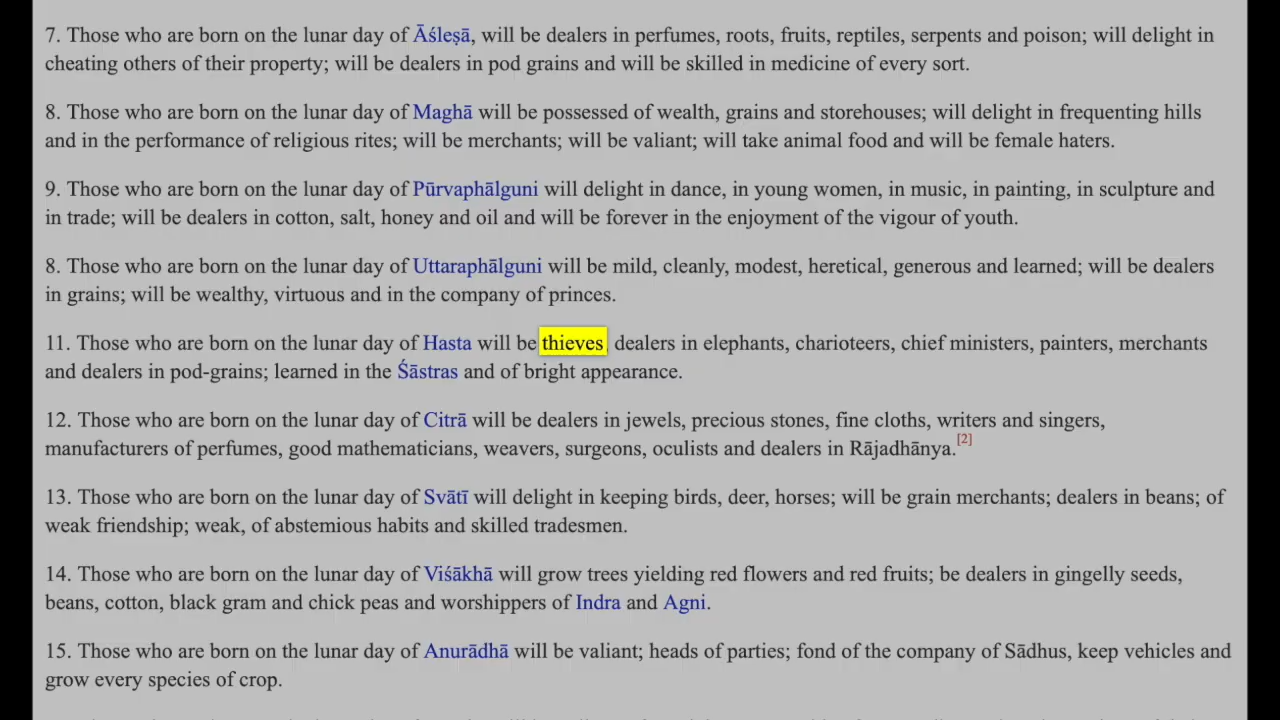 7. Those who are born on the lunar day of Āśleṣā, will be dealers in perfumes, roots, fruits, reptiles, serpents and poison; will delight in
cheating others of their property; will be dealers in pod grains and will be skilled in medicine of every sort.
8. Those who are born on the lunar day of Maghā will be possessed of wealth, grains and storehouses; will delight in frequenting hills
and in the performance of religious rites; will be merchants; will be valiant; will take animal food and will be female haters.
9. Those who are born on the lunar day of Pūrvaphālguni will delight in dance, in young women, in music, in painting, in sculpture and
in trade; will be dealers in cotton, salt, honey and oil and will be forever in the enjoyment of the vigour of youth.
8. Those who are born on the lunar day of Uttaraphālguni will be mild, cleanly, modest, heretical, generous and learned; will be dealers
in grains; will be wealthy, virtuous and in the company of princes.
11. Those who are born on the lunar day of Hasta will be thieves dealers in elephants, charioteers, chief ministers, painters, merchants
and dealers in pod-grains; learned in the Śāstras and of bright appearance.
12. Those who are born on the lunar day of Citrā will be dealers in jewels, precious stones, fine cloths, writers and singers,
manufacturers of perfumes, good mathematicians, weavers, surgeons, oculists and dealers in Rājadhānya.[2]
13. Those who are born on the lunar day of Svātī will delight in keeping birds, deer, horses; will be grain merchants; dealers in beans; of
weak friendship; weak, of abstemious habits and skilled tradesmen.
14. Those who are born on the lunar day of Viśākhā will grow trees yielding red flowers and red fruits; be dealers in gingelly seeds,
beans, cotton, black gram and chick peas and worshippers of Indra and Agni.
15. Those who are born on the lunar day of Anurādhā will be valiant; heads of parties; fond of the company of Sādhus, keep vehicles and
grow every species of crop.